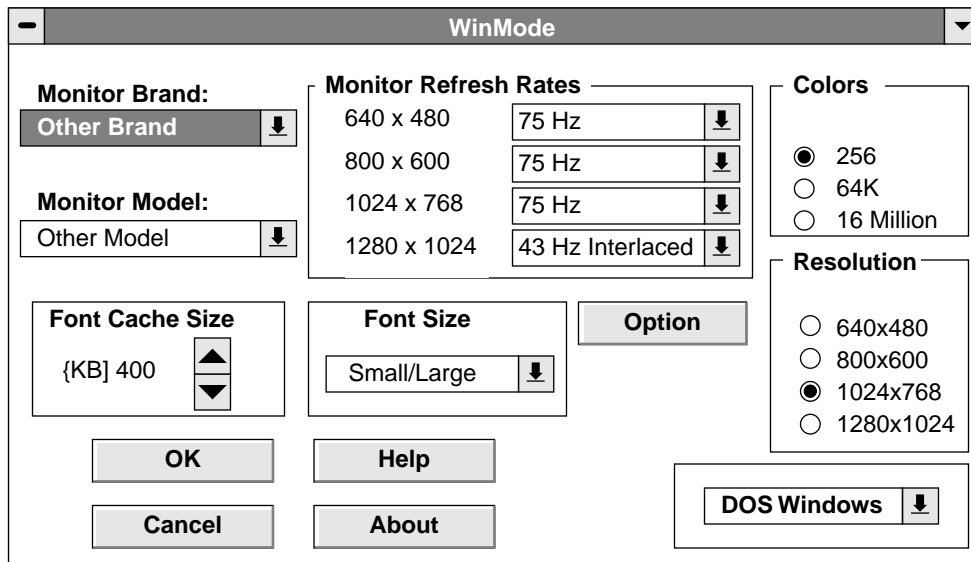 WinMode
Monitor Brand:
Other Brand
Monitor Model:
Other Model
Monitor Refresh Rates
640 x 480 75 Hz
800 x 600 75 Hz
1024 x 768 75 Hz
1280 x 1024 43 Hz Interlaced
Colors
256
64K
16 Million
Font Cache Size
{KB] 400
Font Size
Small/Large
Option
Resolution
640x480
800x600
1024x768
1280x1024
OK
Help
Cancel
About
DOS Windows